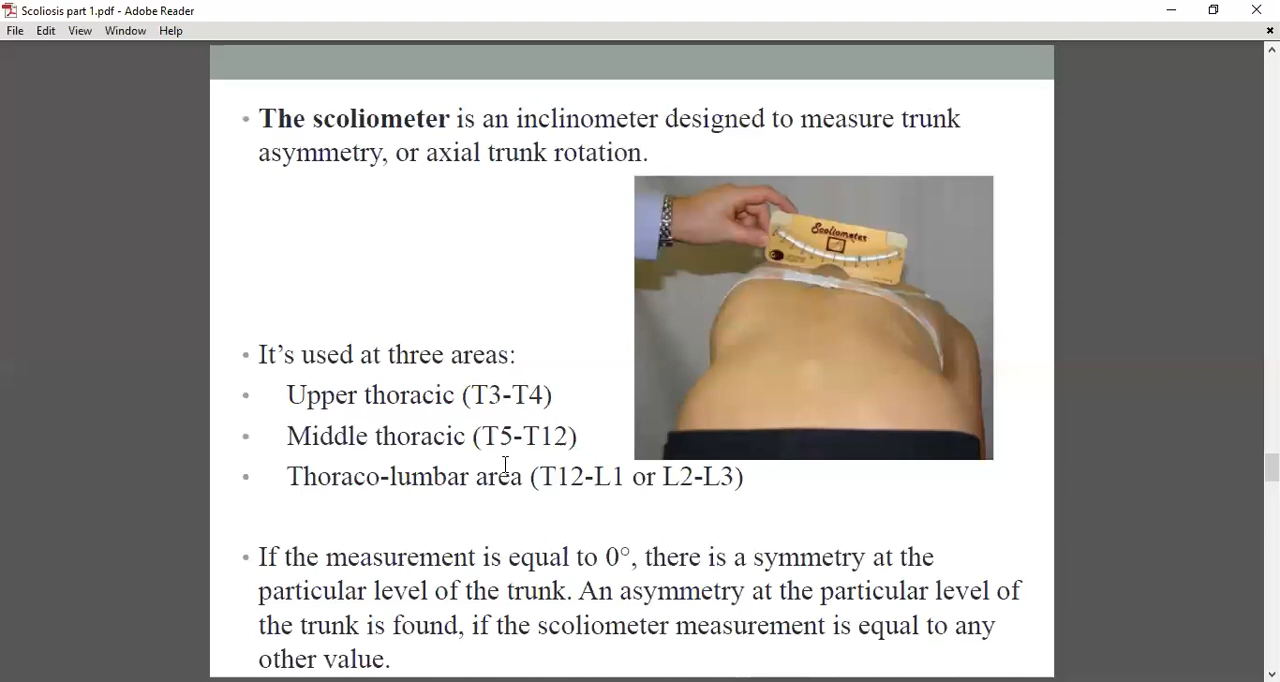 Scoliosis part 1.pdf - Adobe Reader
File Edit View Window Help
• The scoliometer is an inclinometer designed to measure trunk
asymmetry, or axial trunk rotation.
Scoliometer
• It’s used at three areas:
• Upper thoracic (T3-T4)
• Middle thoracic (T5-T12)
• Thoraco-lumbar area (T12-L1 or L2-L3)
• If the measurement is equal to 0°, there is a symmetry at the
particular level of the trunk. An asymmetry at the particular level of
the trunk is found, if the scoliometer measurement is equal to any
other value.